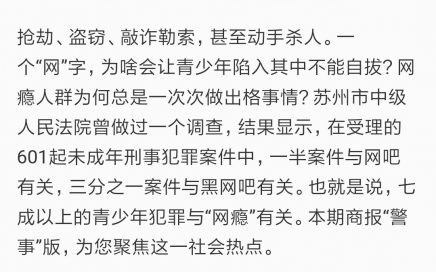 抢劫、盗窃、敲诈勒索，甚至动手杀人。一
个“网”字，为啥会让青少年陷入其中不能自拔？网
瘾人群为何总是一次次做出格事情？苏州市中级
人民法院曾做过一个调查，结果显示，在受理的
601起未成年刑事犯罪案件中，一半案件与网吧
有关，三分之一案件与黑网吧有关。也就是说，七
成以上的青少年犯罪与“网瘾”有关。本期商报“警
事”版，为您聚焦这一社会热点。